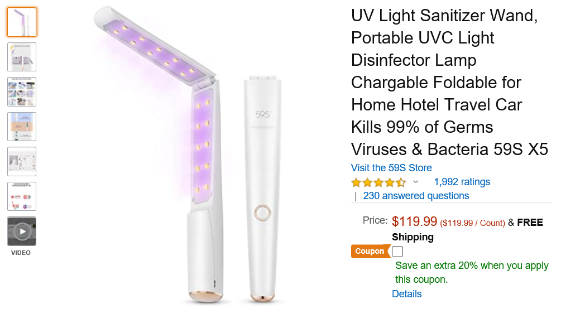 59S
VIDEO
UV Light Sanitizer Wand,
Portable UVC Light
Disinfector Lamp
Chargable Foldable for
Home Hotel Travel Car
Kills 99% of Germs
Viruses & Bacteria 59S X5
Visit the 59S Store
1,992 ratings
| 230 answered questions
Price: $119.99 ($119.99 / Count) & FREE
Shipping
Coupon
Save an extra 20% when you apply
this coupon.
Details